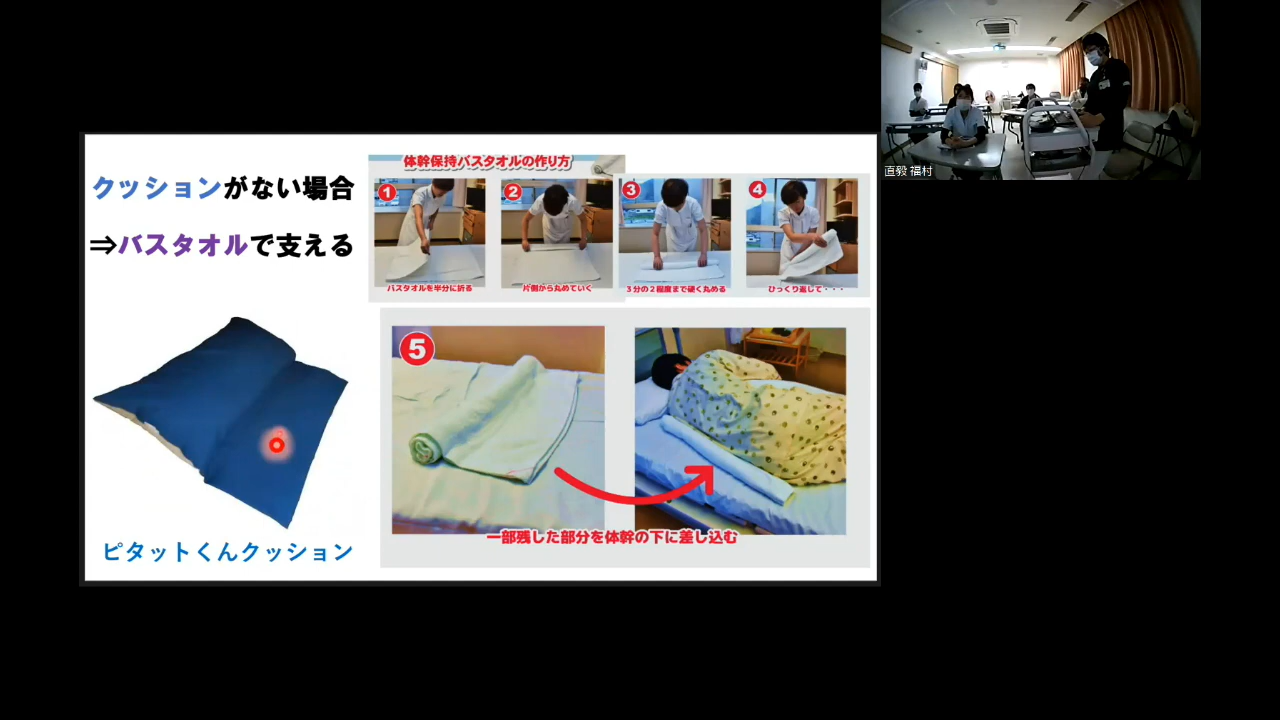 クッションがない場合
⇒バスタオルで支える
体幹保持バスタオルの作り方
1
2
3
4
バスタオルを半分に折る
片側から丸めていく
3分の2程度まで硬く丸める
ひっくり返して・・・
5
一部残した部分を体幹の下に差し込む
ピタットくんクッション
直毅 福村